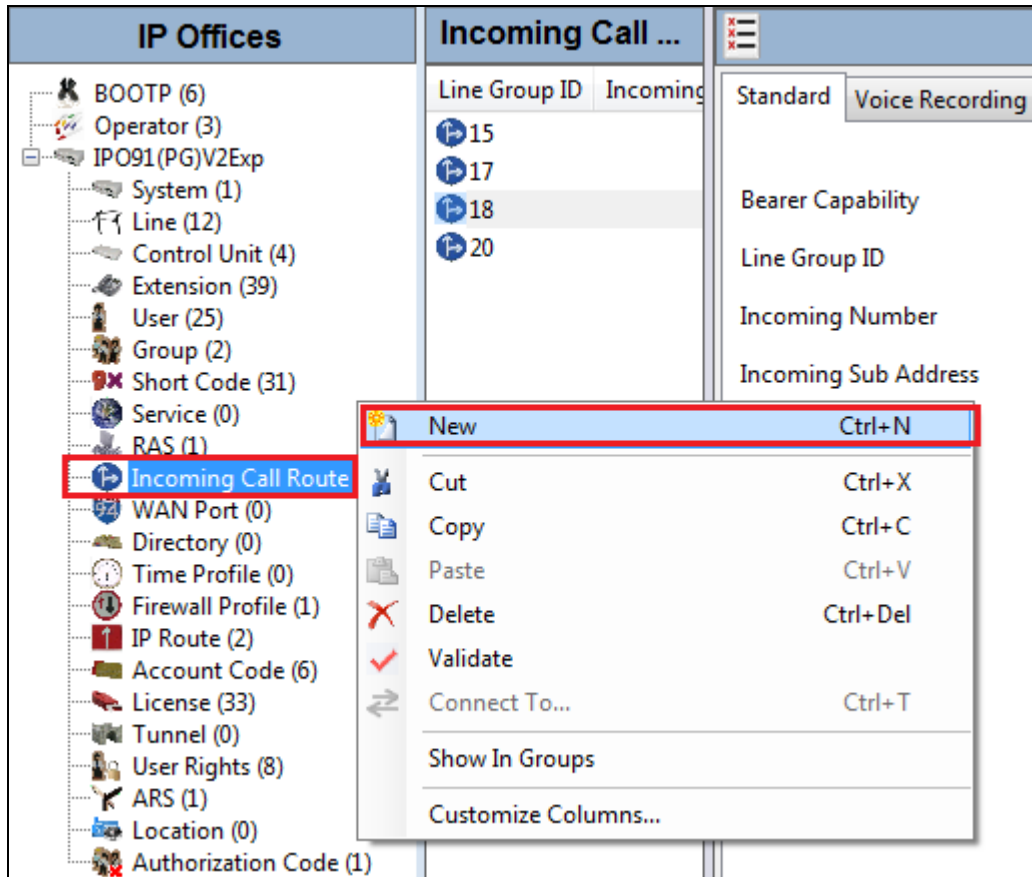 IP Offices
BOOTP (6)
Operator (3)
IPO91(PG)V2Exp
System (1)
Line (12)
Control Unit (4)
Extension (39)
User (25)
Group (2)
Short Code (31)
Service (0)
RAS (1)
Incoming Call Route
WAN Port (0)
Directory (0)
Time Profile (0)
Firewall Profile (1)
IP Route (2)
Account Code (6)
License (33)
Tunnel (0)
User Rights (8)
ARS (1)
Location (0)
Authorization Code (1)
Incoming Call ...
Line Group ID Incoming
15
17
18
20
Standard Voice Recording
Bearer Capability
Line Group ID
Incoming Number
Incoming Sub Address
New Ctrl+N
Cut Ctrl+X
Copy Ctrl+C
Paste Ctrl+V
Delete Ctrl+Del
Validate
Connect To... Ctrl+T
Show In Groups
Customize Columns...